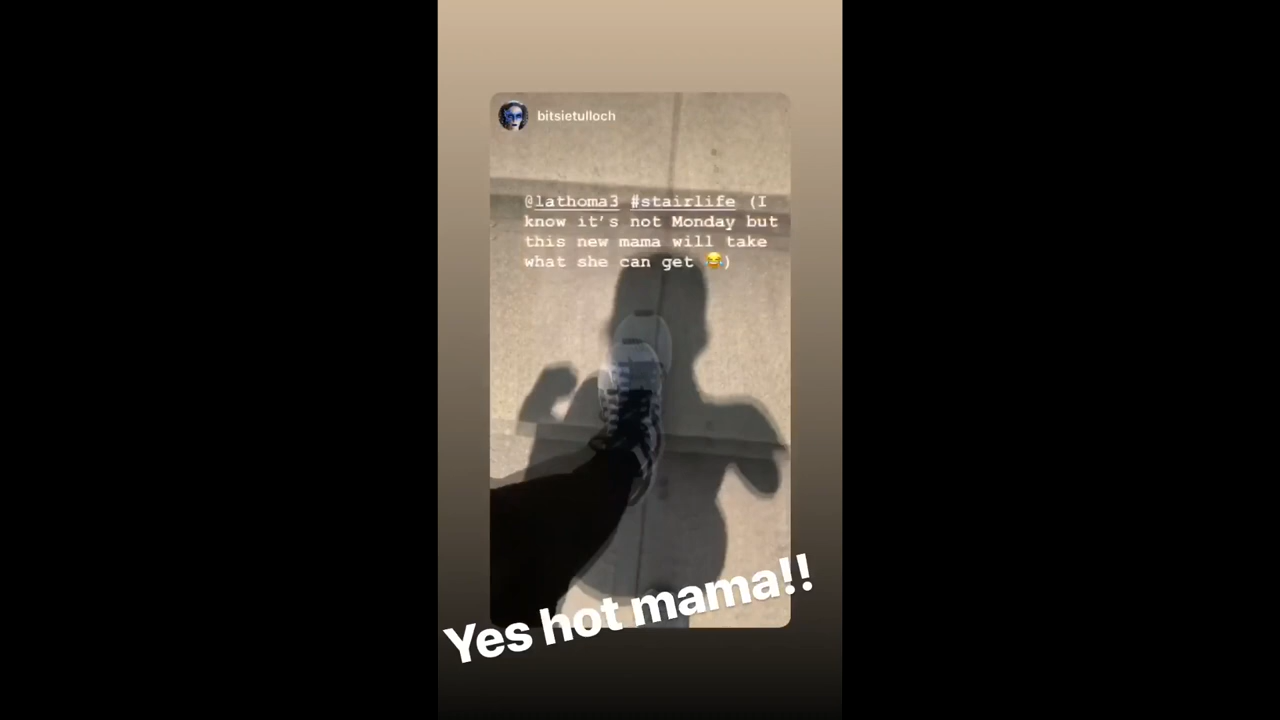 bitsietulloch
@lathoma3 #stairlife (I
know it's not Monday but
this new mama will take
what she can get 😂)
Yes hot mama!!